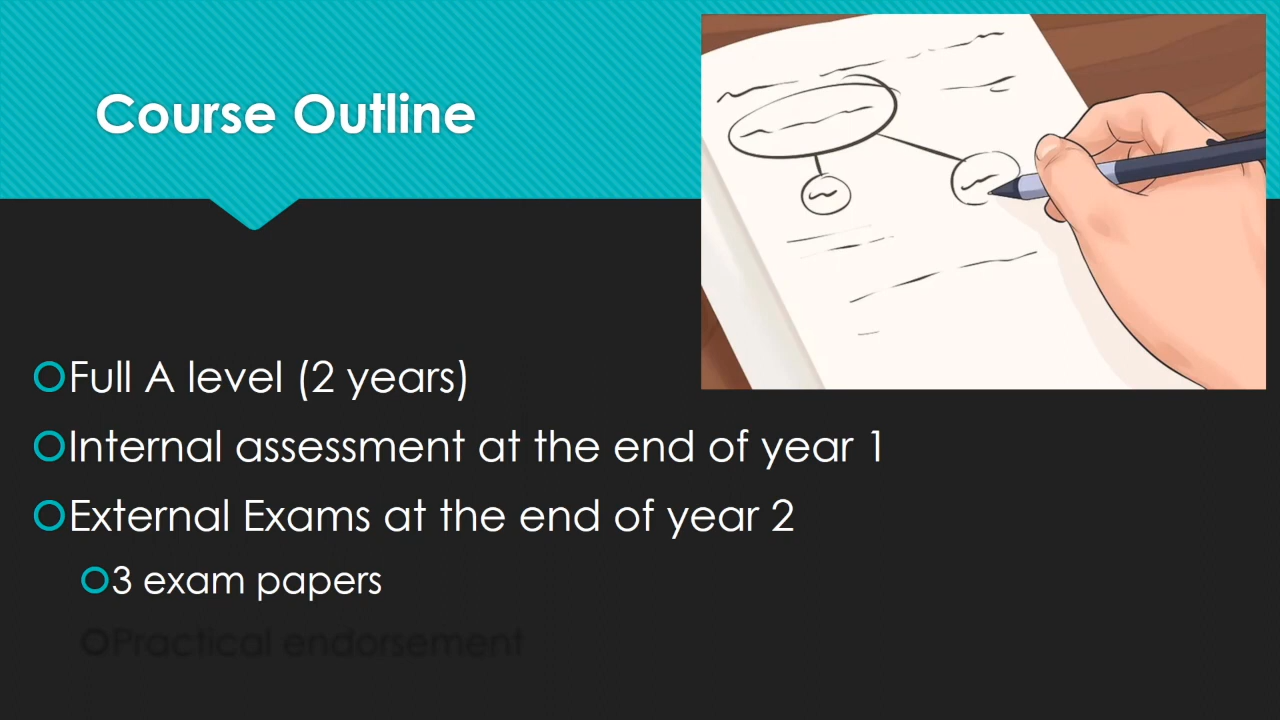 Course Outline
Full A level (2 years)
Internal assessment at the end of year 1
External Exams at the end of year 2
3 exam papers
Practical endorsement